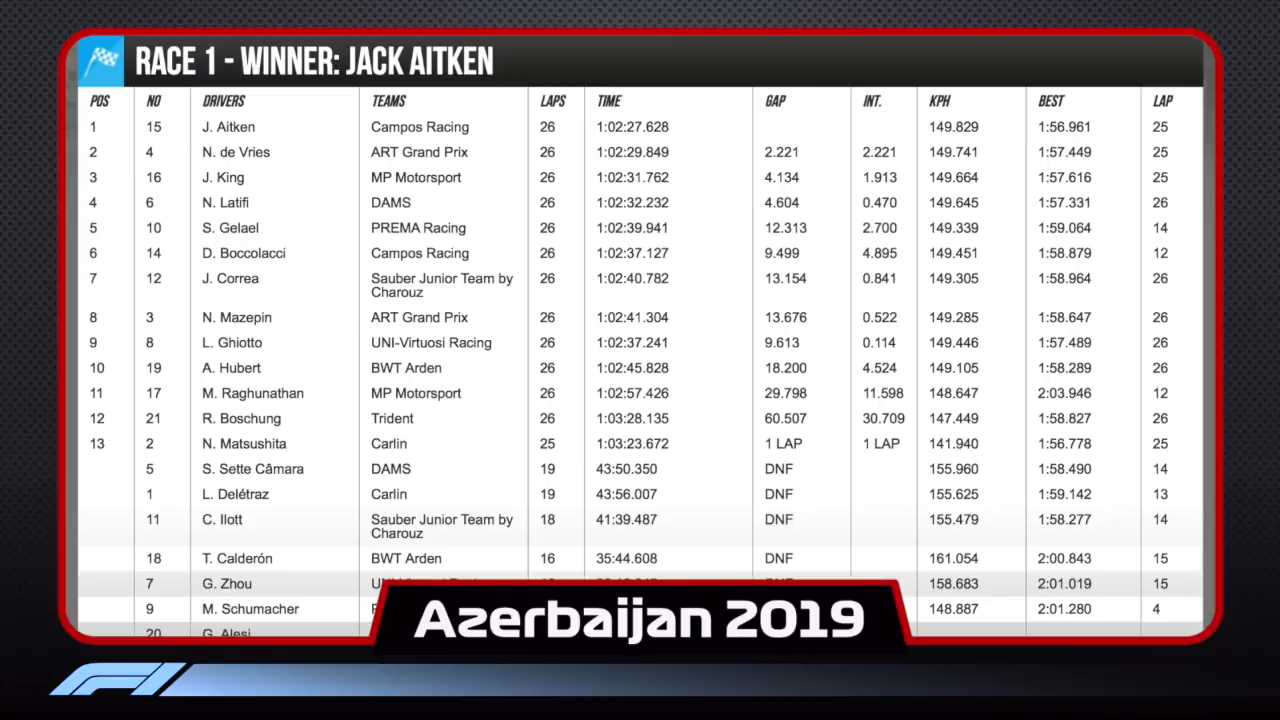 RACE 1 - WINNER: JACK AITKEN
POS NO DRIVERS TEAMS LAPS TIME GAP INT. KPH BEST LAP
1 15 J. Aitken Campos Racing 26 1:02:27.628 149.829 1:56.961 25
2 4 N. de Vries ART Grand Prix 26 1:02:29.849 2.221 2.221 149.741 1:57.449 25
3 16 J. King MP Motorsport 26 1:02:31.762 4.134 1.913 149.664 1:57.616 25
4 6 N. Latifi DAMS 26 1:02:32.232 4.604 0.470 149.645 1:57.331 26
5 10 S. Gelael PREMA Racing 26 1:02:39.941 12.313 2.700 149.339 1:59.064 14
6 14 D. Boccolacci Campos Racing 26 1:02:37.127 9.499 4.895 149.451 1:58.879 12
7 12 J. Correa Sauber Junior Team by 26 1:02:40.782 13.154 0.841 149.305 1:58.964 26
Charouz
8 3 N. Mazepin ART Grand Prix 26 1:02:41.304 13.676 0.522 149.285 1:58.647 26
9 8 L. Ghiotto UNI-Virtuosi Racing 26 1:02:37.241 9.613 0.114 149.446 1:57.489 26
10 19 A. Hubert BWT Arden 26 1:02:45.828 18.200 4.524 149.105 1:58.289 26
11 17 M. Raghunathan MP Motorsport 26 1:02:57.426 29.798 11.598 148.647 2:03.946 12
12 21 R. Boschung Trident 26 1:03:28.135 60.507 30.709 147.449 1:58.827 26
13 2 N. Matsushita Carlin 25 1:03:23.672 1 LAP 1 LAP 141.940 1:56.778 25
5 S. Sette Câmara DAMS 19 43:50.350 DNF 155.960 1:58.490 14
1 L. Delétraz Carlin 19 43:56.007 DNF 155.625 1:59.142 13
11 C. Ilott Sauber Junior Team by 18 41:39.487 DNF 155.479 1:58.277 14
Charouz
18 T. Calderón BWT Arden 16 35:44.608 DNF 161.054 2:00.843 15
7 G. Zhou 158.683 2:01.019 15
9 M. Schumacher 148.887 2:01.280 4
20 G. Alesi
Azerbaijan 2019